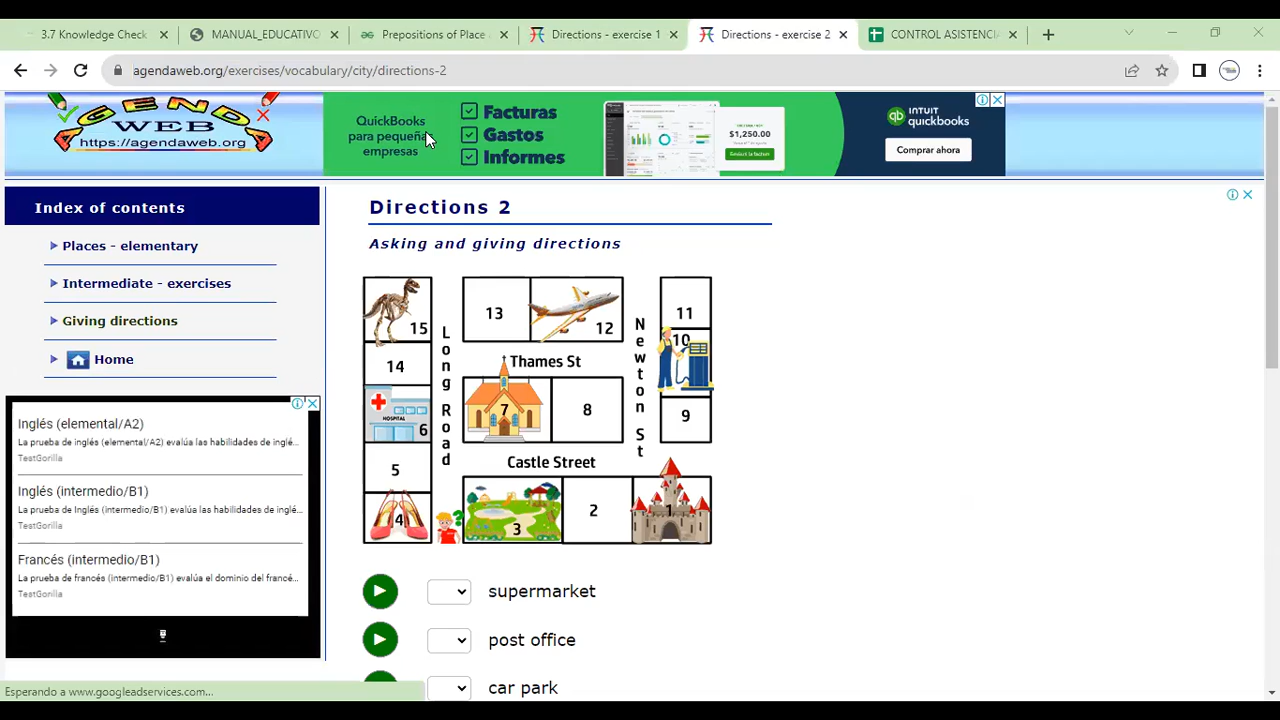 3.7 Knowledge Check
MANUAL_EDUCATIVO
Prepositions of Place
Directions - exercise 1
Directions - exercise 2
CONTROL ASISTENCIA
agendaweb.org/exercises/vocabulary/city/directions-2
AGENDA
WEB
https://agendaweb.org
QuickBooks
para pequeñas
empresas
Facturas
Gastos
Informes
$1,250.00
INTUIT
quickbooks
Comprar ahora
Index of contents
Places - elementary
Intermediate - exercises
Giving directions
Home
Inglés (elemental/A2)
La prueba de inglés (elemental/A2) evalúa las habilidades de inglé...
TestGorilla
Inglés (intermedio/B1)
La prueba de Inglés (intermedio/B1) evalúa las habilidades de inglé...
TestGorilla
Francés (intermedio/B1)
La prueba de francés (intermedio/B1) evalúa el dominio del francé...
TestGorilla
Directions 2
Asking and giving directions
15
13
12
11
14
Long Road
Thames St
Newton St
10
HOSPITAL
6
7
8
9
5
Castle Street
4
3
2
1
supermarket
post office
car park
Esperando a www.googleadservices.com...